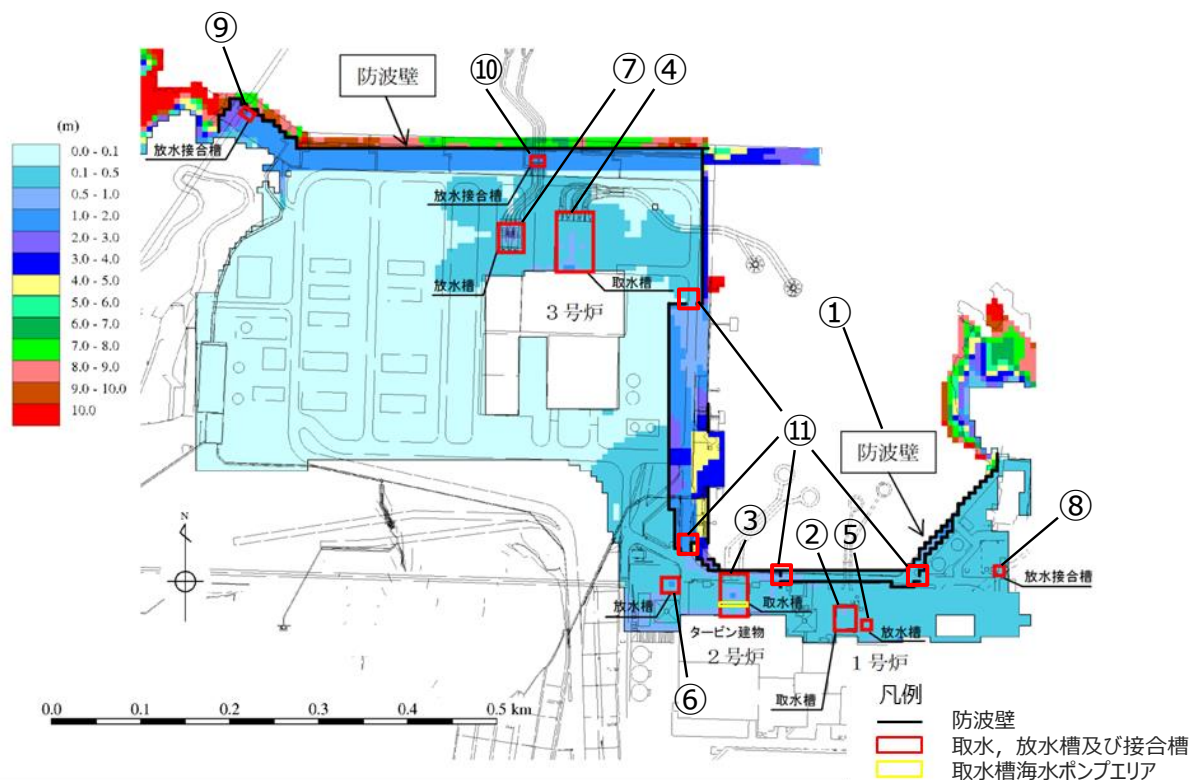 ⑨
防波壁
⑩
⑦
④
(m)
0.0 - 0.1
0.1 - 0.5
0.5 - 1.0
1.0 - 2.0
2.0 - 3.0
3.0 - 4.0
4.0 - 5.0
5.0 - 6.0
6.0 - 7.0
7.0 - 8.0
8.0 - 9.0
9.0 - 10.0
10.0
放水接合槽
放水接合槽
放水槽
取水槽
3号炉
①
⑪
防波壁
N
③
②
⑤
⑧
放水接合槽
放水槽
取水槽
放水槽
タービン建物
2号炉
1号炉
⑥
取水槽
0.0
0.1
0.2
0.3
0.4
0.5 km
凡例
防波壁
取水，放水槽及び接合槽
取水槽海水ポンプエリア